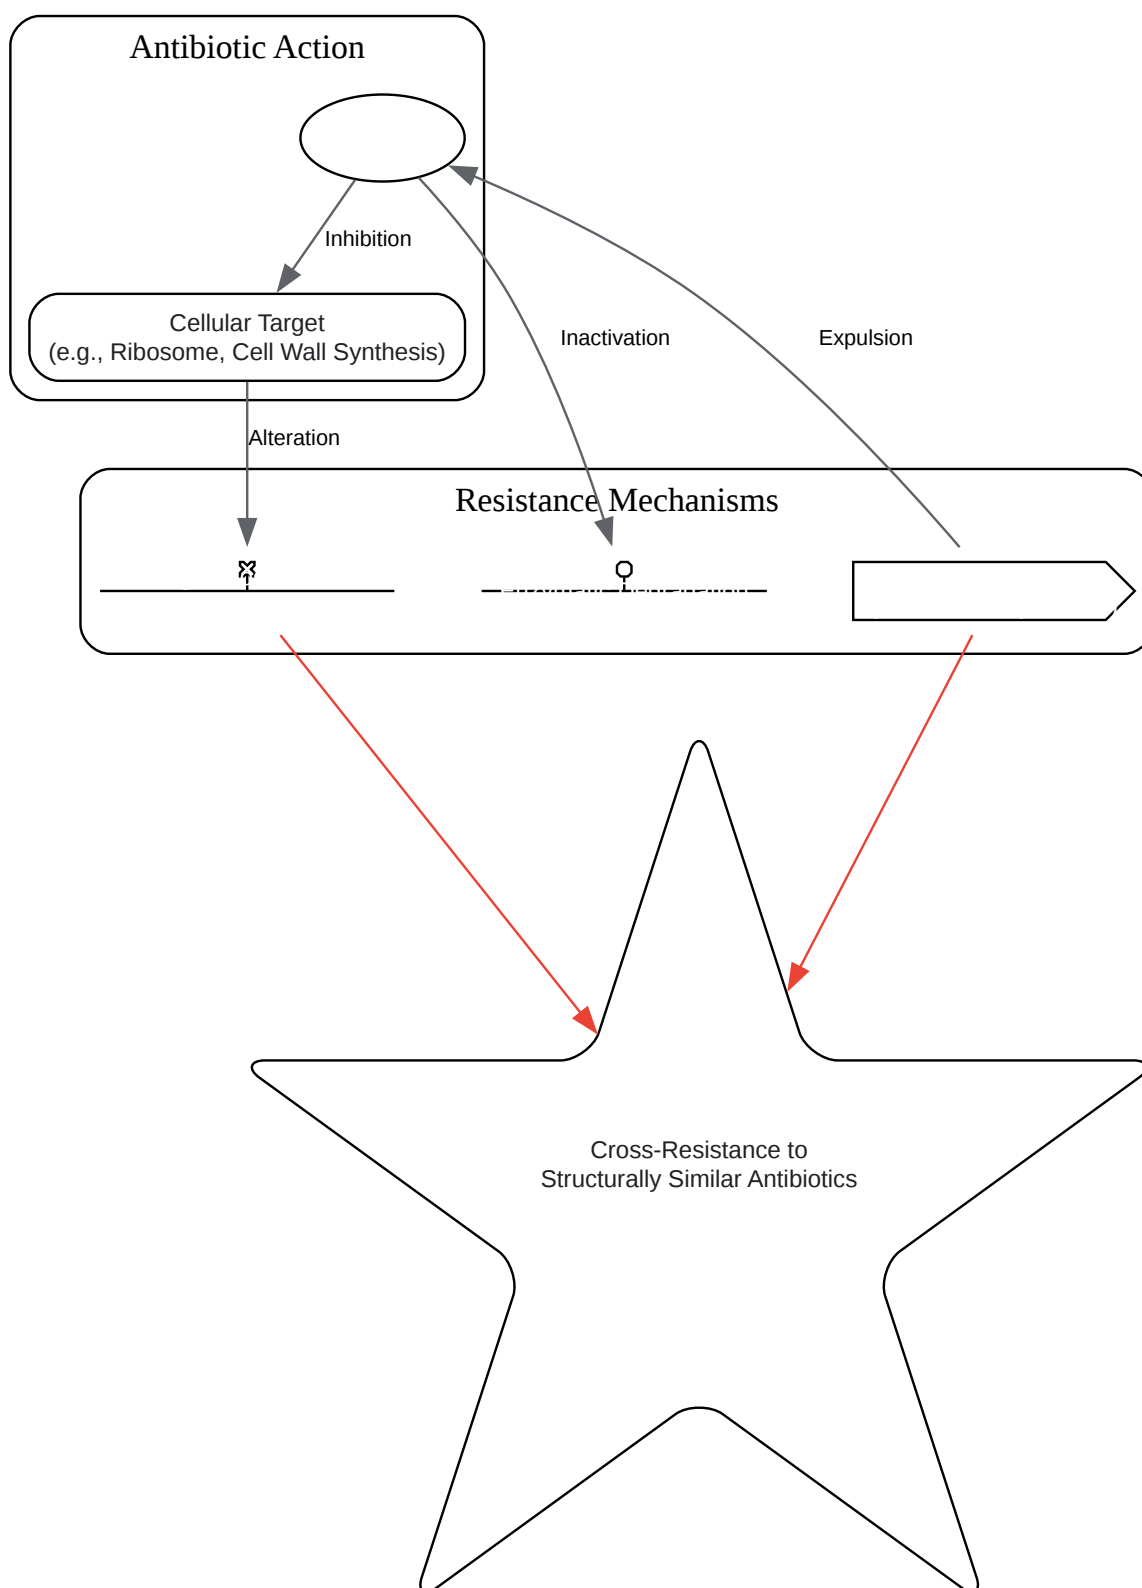 Antibiotic Action
Inhibition
Cellular Target
(e.g., Ribosome, Cell Wall Synthesis)
Inactivation
Expulsion
Alteration
Resistance Mechanisms
Cross-Resistance to
Structurally Similar Antibiotics